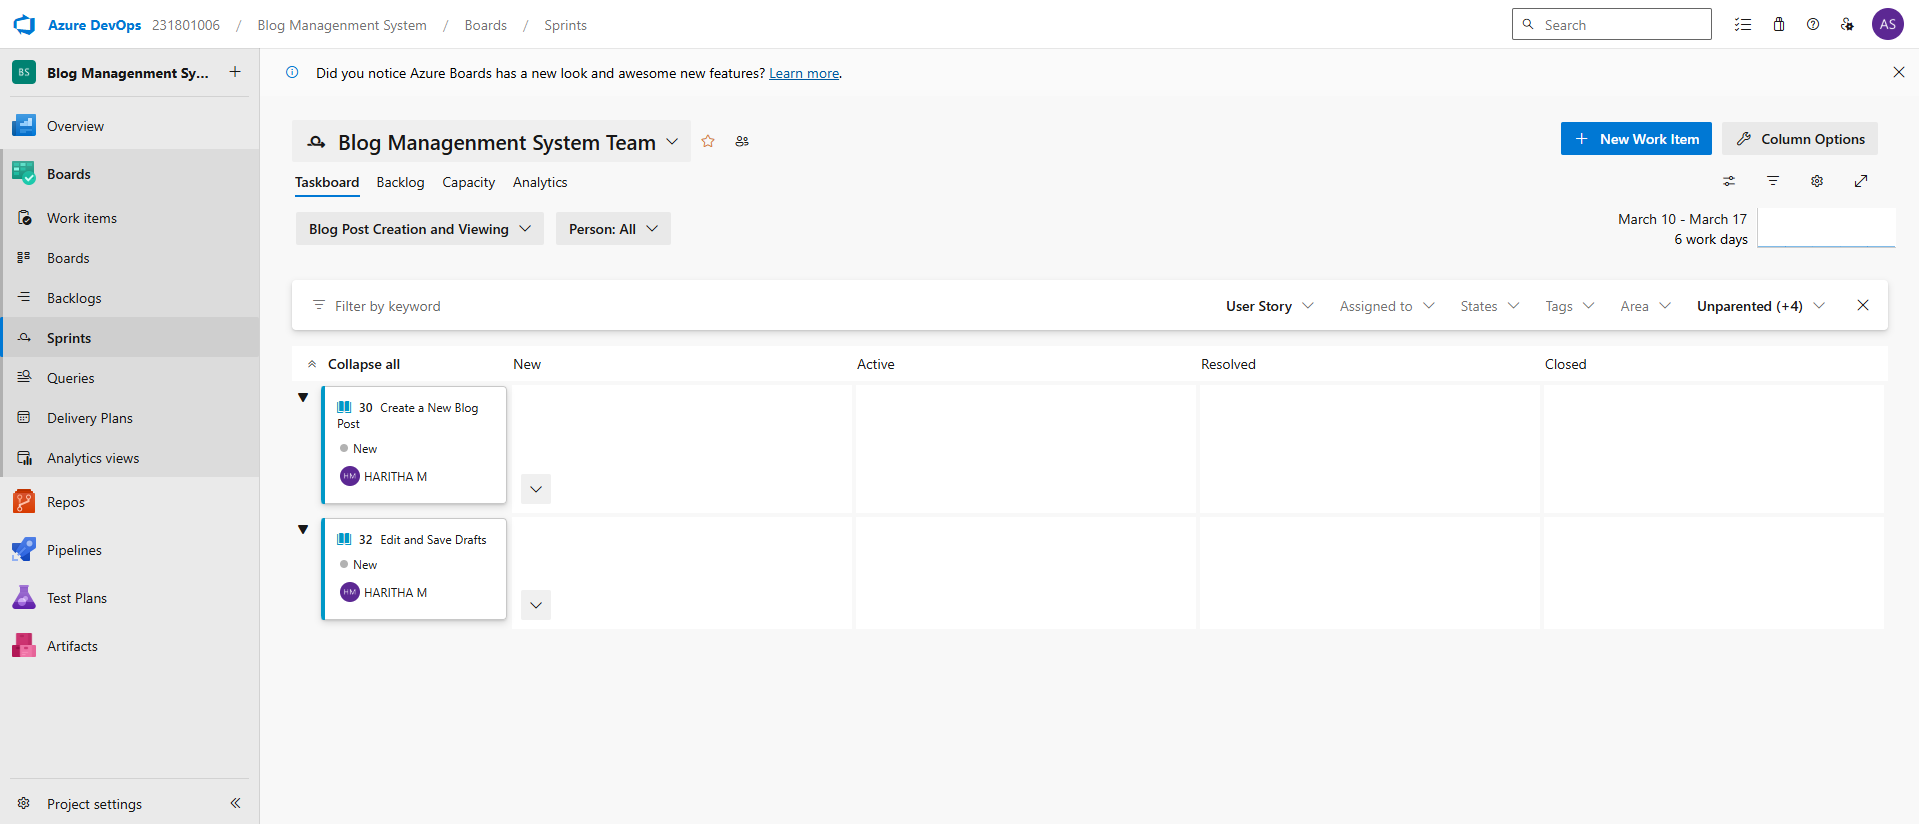 Azure DevOps 231801006 / Blog Managenment System / Boards / Sprints Search AS
BS Blog Managenment Sy...
Did you notice Azure Boards has a new look and awesome new features? Learn more.
Overview
Boards
Work items
Boards
Backlogs
Sprints
Queries
Delivery Plans
Analytics views
Repos
Pipelines
Test Plans
Artifacts
Project settings
Blog Managenment System Team
New Work Item Column Options
Taskboard Backlog Capacity Analytics
Blog Post Creation and Viewing Person: All
March 10 - March 17
6 work days
Filter by keyword User Story Assigned to States Tags Area Unparented (+4)
Collapse all New Active Resolved Closed
30 Create a New Blog
Post
New
HM HARITHA M
32 Edit and Save Drafts
New
HM HARITHA M